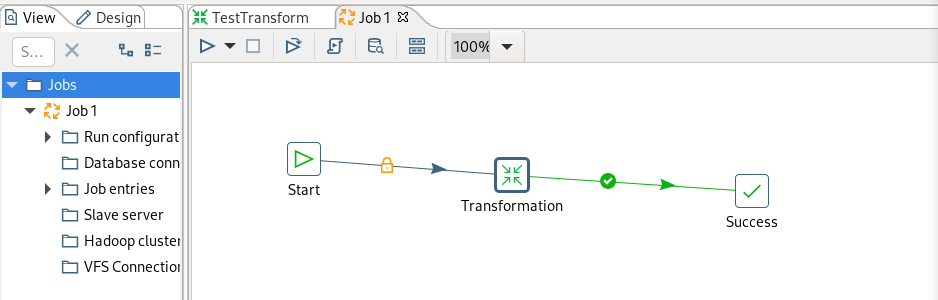 View
Design
TestTransform
Job 1
S...
100%
Jobs
Job 1
Run configurat
Database conn
Job entries
Slave server
Hadoop cluster
VFS Connection
Start
Transformation
Success